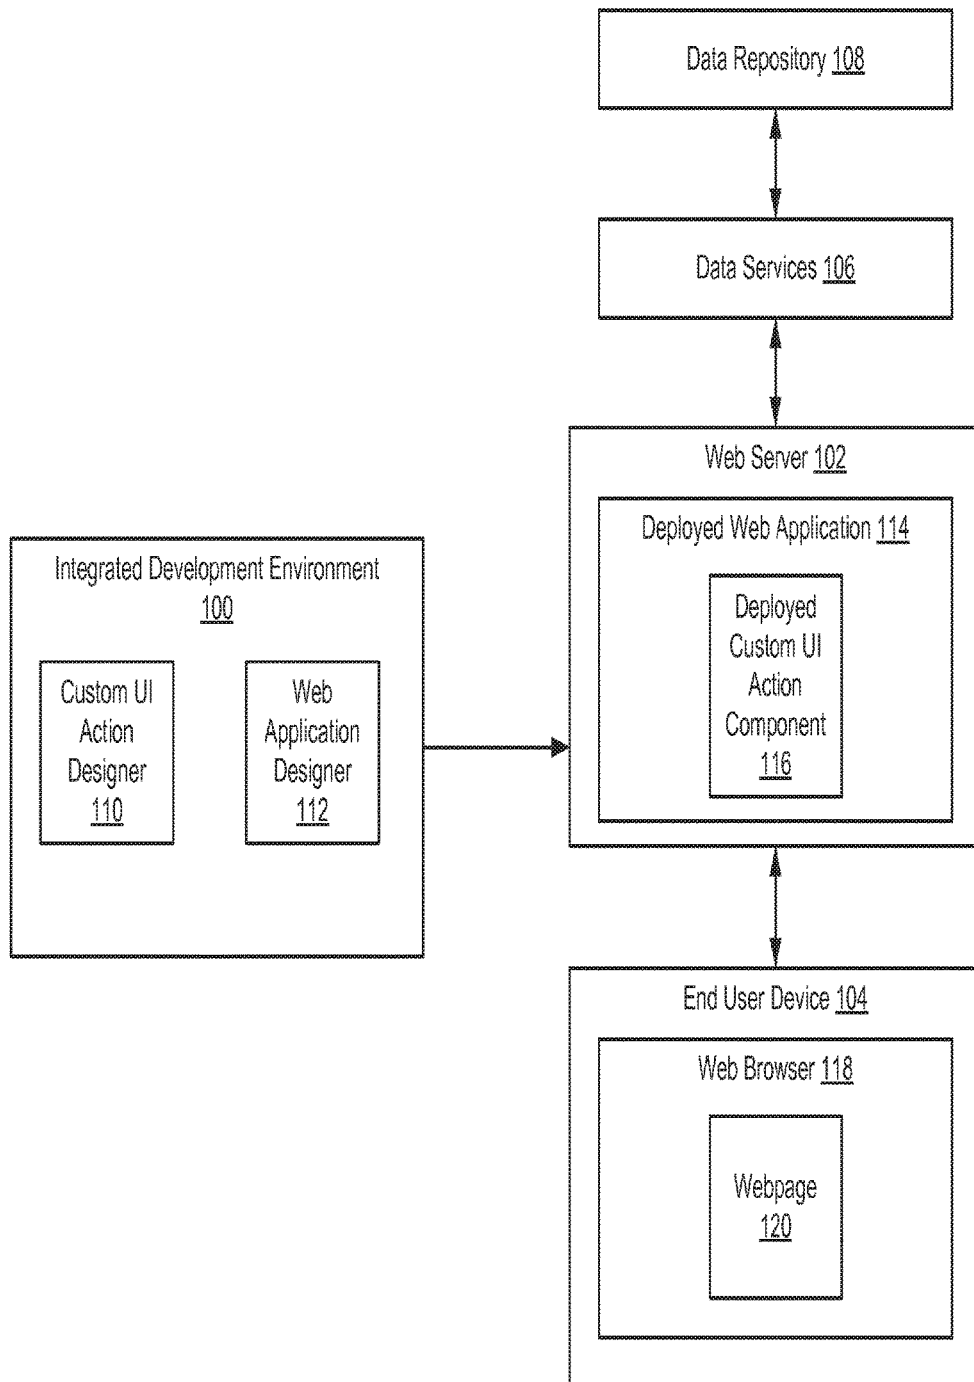 Data Repository 108
Data Services 106
Web Server 102
Deployed Web Application 114
Deployed
Custom UI
Action
Component
116
Integrated Development Environment
100
Custom UI
Action
Designer
110
Web
Application
Designer
112
End User Device 104
Web Browser 118
Webpage
120